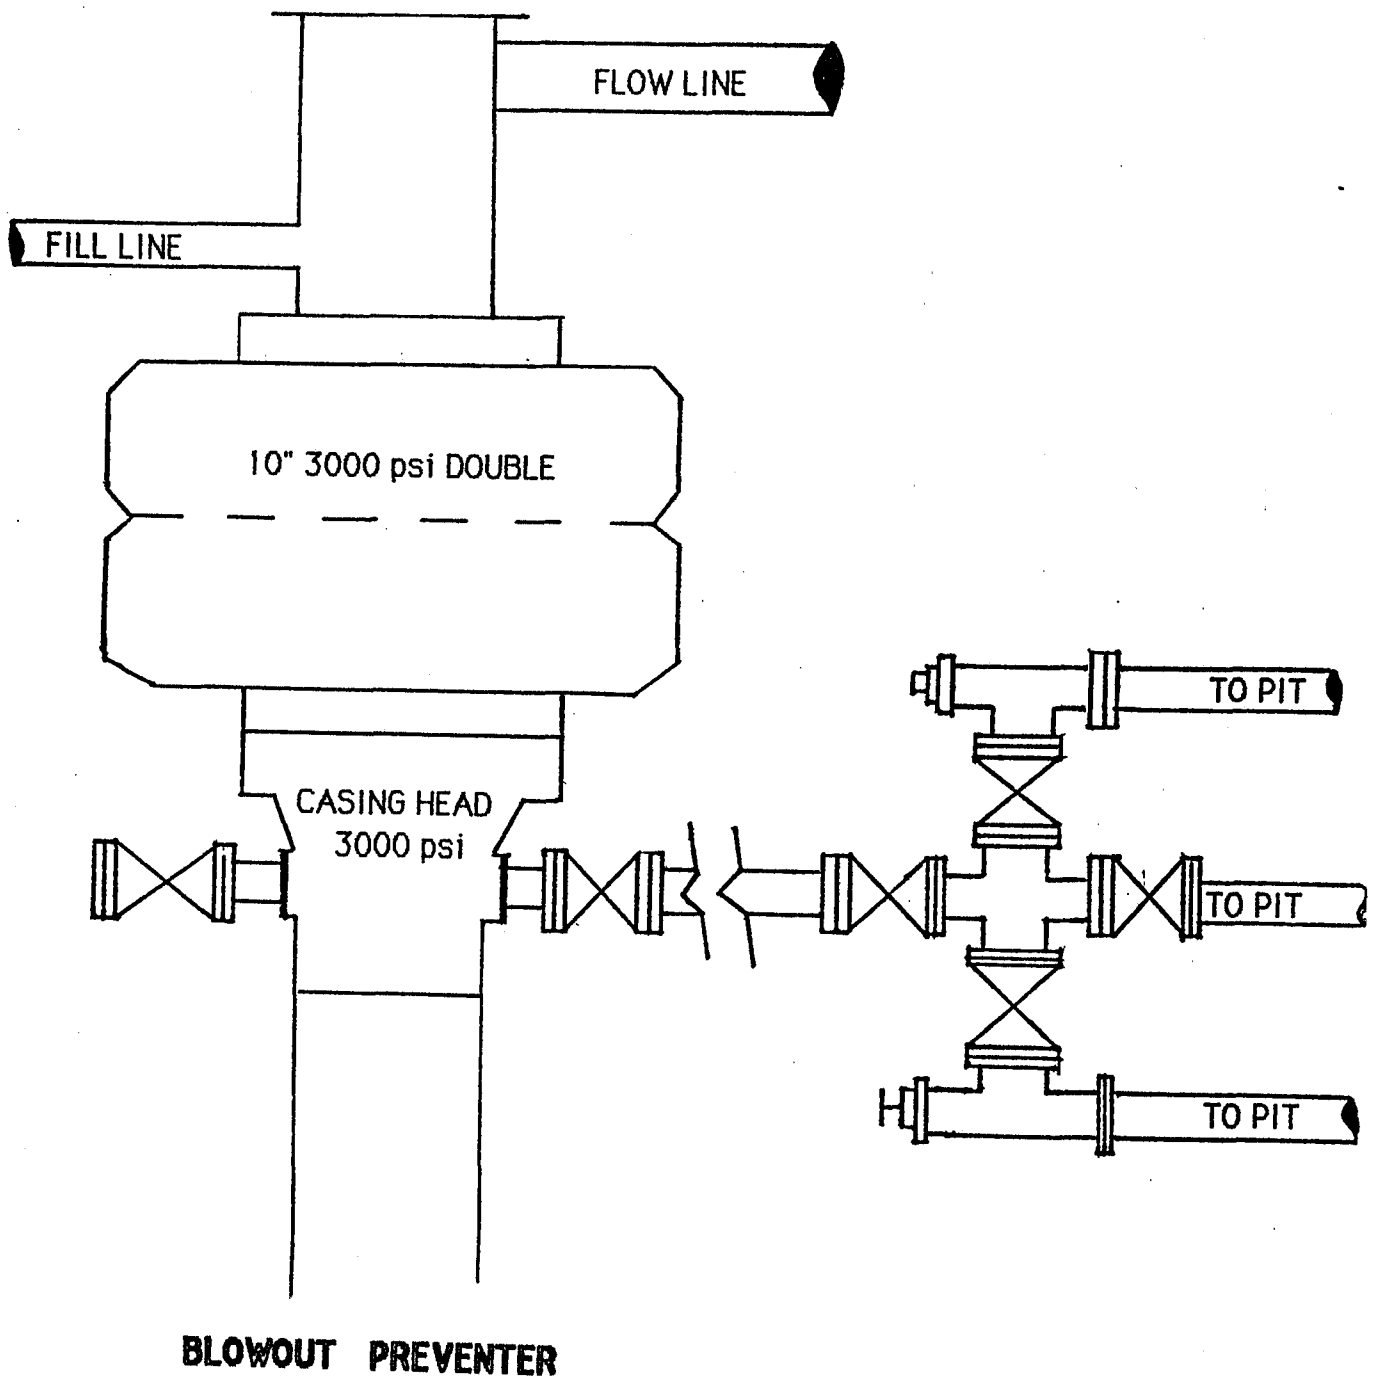 FLOW LINE
FILL LINE
10" 3000 psi DOUBLE
TO PIT
CASING HEAD
3000 psi
TO PIT
TO PIT
BLOWOUT PREVENTER